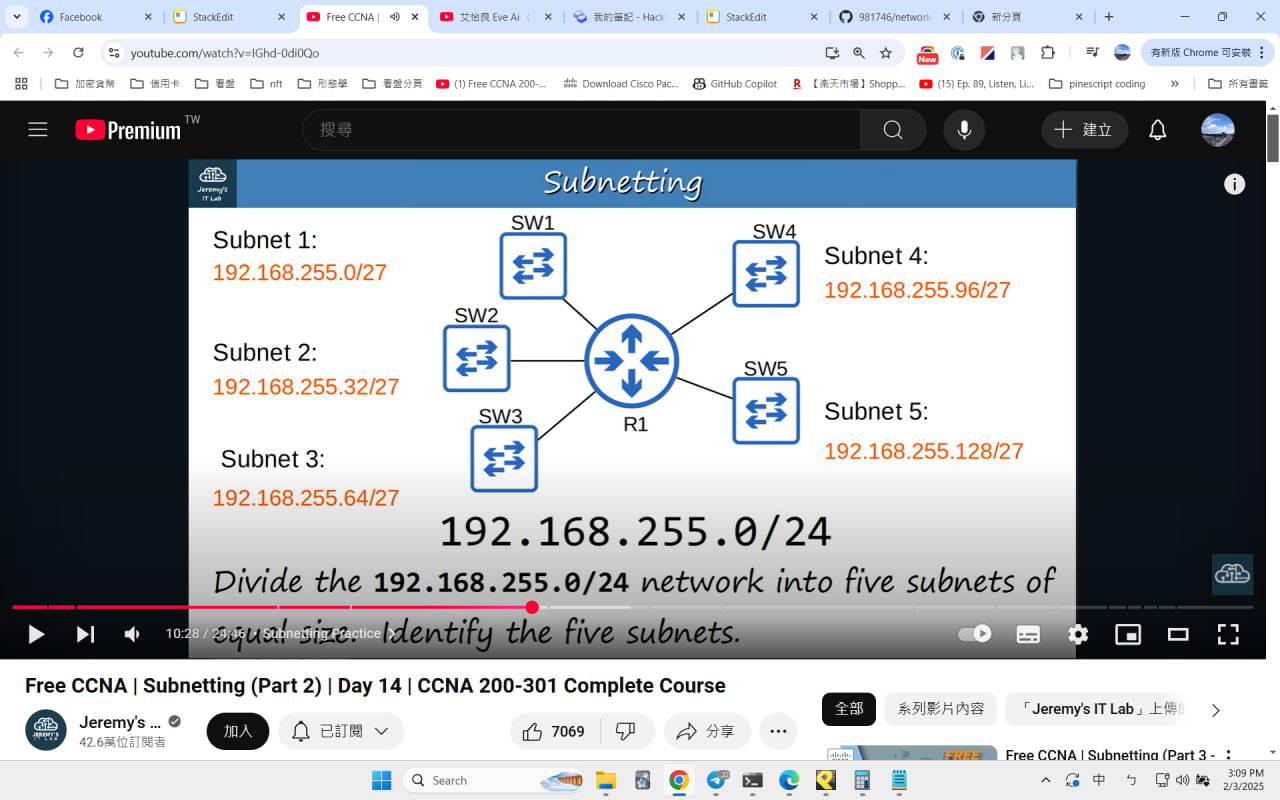 Facebook
StackEdit
Free CCNA |
艾怡良 Eve Ai
我的筆記 - Hack
StackEdit
981746/network
新分頁
youtube.com/watch?v=IGhd-0di0Qo
New
有新版 Chrome 可安裝
加密貨幣
信用卡
看盤
nft
形態學
看盤分頁
(1) Free CCNA 200-...
Download Cisco Pac...
GitHub Copilot
【楽天市場】Shopp...
(15) Ep. 89, Listen, Li...
pinescript coding
»
所有書籤
Premium TW
搜尋
建立
Jeremy's
IT Lab
Subnetting
Subnet 1:
192.168.255.0/27
SW1
SW4
Subnet 4:
192.168.255.96/27
SW2
Subnet 2:
192.168.255.32/27
SW5
SW3
R1
Subnet 5:
192.168.255.128/27
Subnet 3:
192.168.255.64/27
192.168.255.0/24
Divide the 192.168.255.0/24 network into five subnets of
equal size. Identify the five subnets.
10:28 / 24:46 • Subnetting Practice
Free CCNA | Subnetting (Part 2) | Day 14 | CCNA 200-301 Complete Course
Jeremy's ...
42.6萬位訂閱者
加入
已訂閱
7069
分享
全部
系列影片內容
「Jeremy's IT Lab」上傳的
FREE
Free CCNA | Subnetting (Part 3 -
Search
中
ㄅ
3:09 PM
2/3/2025